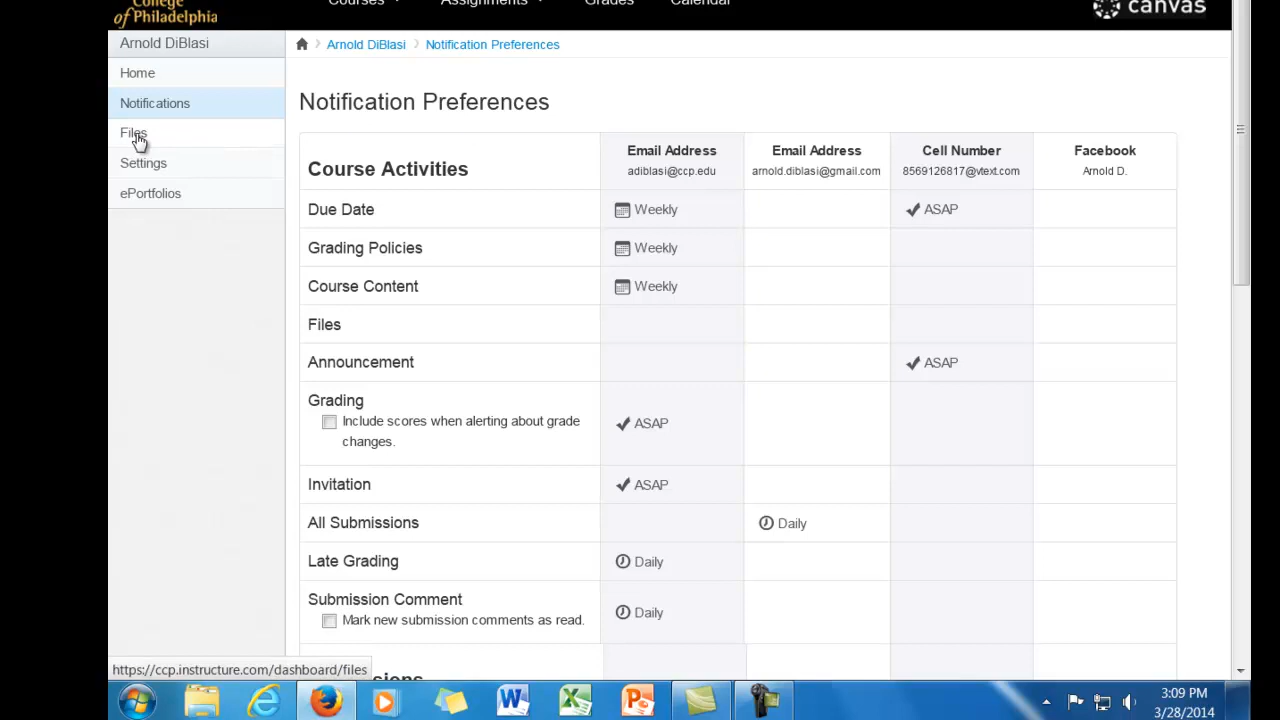 Courses Assignments Grades Calendar
College of Philadelphia
canvas
Arnold DiBlasi
Home
Notifications
Files
Settings
ePortfolios
Arnold DiBlasi Notification Preferences
Notification Preferences
Course Activities
Email Address
adiblasi@ccp.edu
Email Address
arnold.diblasi@gmail.com
Cell Number
8569126817@vtext.com
Facebook
Arnold D.
Due Date Weekly ASAP
Grading Policies Weekly
Course Content Weekly
Files
Announcement ASAP
Grading
Include scores when alerting about grade
changes.
ASAP
Invitation ASAP
All Submissions Daily
Late Grading Daily
Submission Comment
Mark new submission comments as read.
Daily
https://ccp.instructure.com/dashboard/files
3:09 PM
3/28/2014